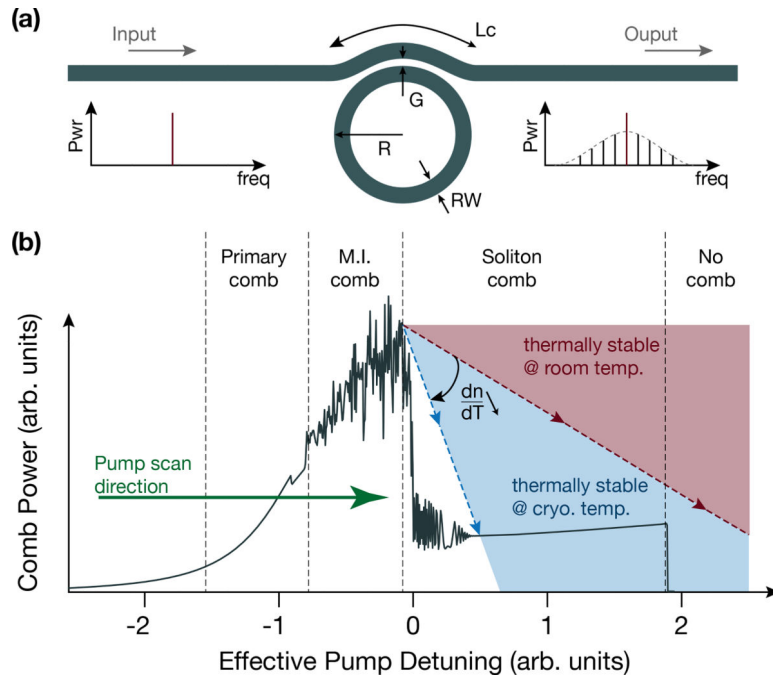 (a)
Input
Lc
Ouput
G
R
RW
Pwr
freq
Pwr
freq
(b)
Primary
comb
M.I.
comb
Soliton
comb
No
comb
thermally stable
@ room temp.
dn
dT
Pump scan
direction
thermally stable
@ cryo. temp.
Comb Power (arb. units)
-2
-1
0
1
2
Effective Pump Detuning (arb. units)